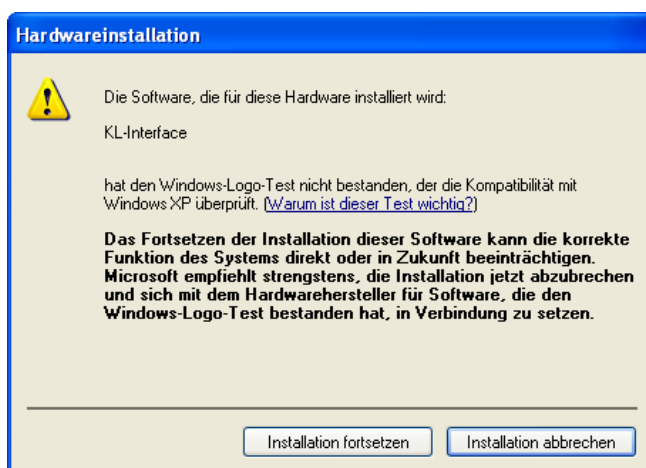 Hardwareinstallation
Die Software, die für diese Hardware installiert wird:
KL-Interface
hat den Windows-Logo-Test nicht bestanden, der die Kompatibilität mit
Windows XP überprüft. (Warum ist dieser Test wichtig?)
Das Fortsetzen der Installation dieser Software kann die korrekte
Funktion des Systems direkt oder in Zukunft beeinträchtigen.
Microsoft empfiehlt strengstens, die Installation jetzt abzubrechen
und sich mit dem Hardwarehersteller für Software, die den
Windows-Logo-Test bestanden hat, in Verbindung zu setzen.
Installation fortsetzen Installation abbrechen